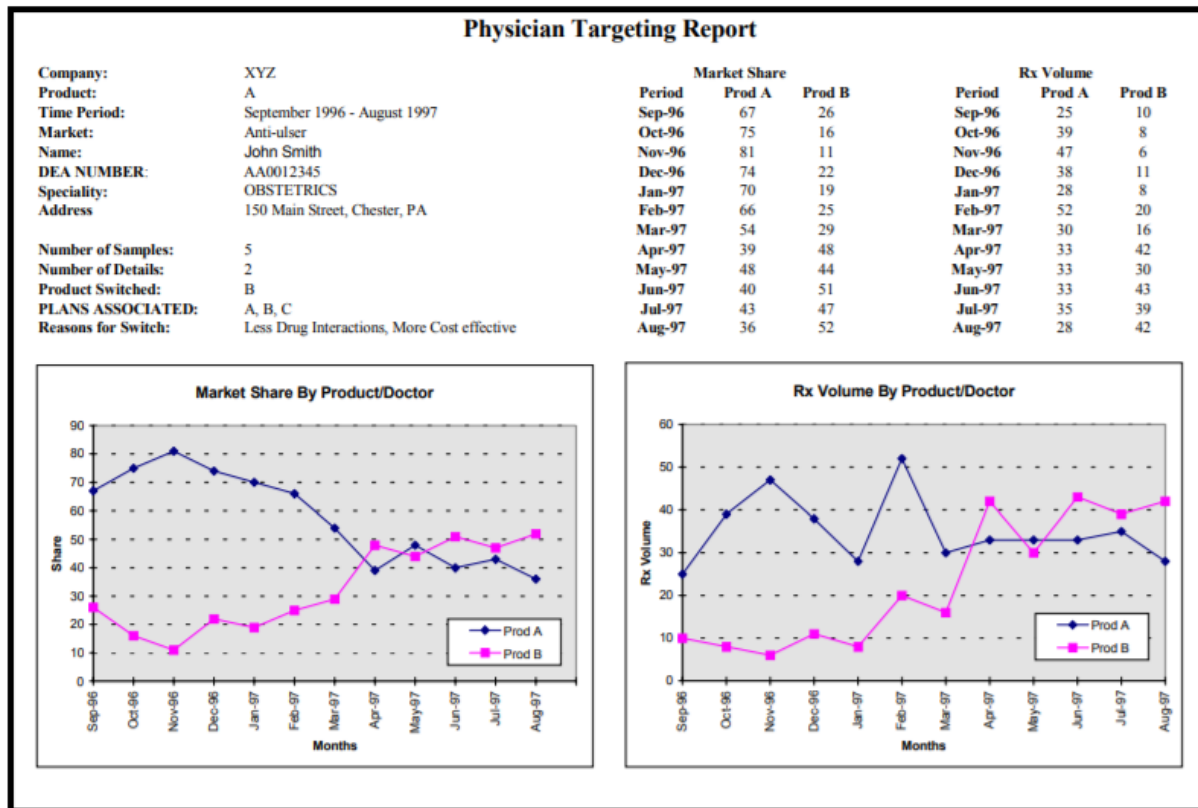 Physician Targeting Report
Company: XYZ
Product: A
Time Period: September 1996 - August 1997
Market: Anti-ulser
Name: John Smith
DEA NUMBER: AA0012345
Speciality: OBSTETRICS
Address 150 Main Street, Chester, PA
Number of Samples: 5
Number of Details: 2
Product Switched: B
PLANS ASSOCIATED: A, B, C
Reasons for Switch: Less Drug Interactions, More Cost effective
Market Share
Period Prod A Prod B
Sep-96 67 26
Oct-96 75 16
Nov-96 81 11
Dec-96 74 22
Jan-97 70 19
Feb-97 66 25
Mar-97 54 29
Apr-97 39 48
May-97 48 44
Jun-97 40 51
Jul-97 43 47
Aug-97 36 52
Rx Volume
Period Prod A Prod B
Sep-96 25 10
Oct-96 39 8
Nov-96 47 6
Dec-96 38 11
Jan-97 28 8
Feb-97 52 20
Mar-97 30 16
Apr-97 33 42
May-97 33 30
Jun-97 33 43
Jul-97 35 39
Aug-97 28 42
Market Share By Product/Doctor
90
80
70
60
50
40
30
20
10
0
Share
Prod A
Prod B
Sep-96 Oct-96 Nov-96 Dec-96 Jan-97 Feb-97 Mar-97 Apr-97 May-97 Jun-97 Jul-97 Aug-97
Months
Rx Volume By Product/Doctor
60
50
40
30
20
10
0
Rx Volume
Prod A
Prod B
Sep-96 Oct-96 Nov-96 Dec-96 Jan-97 Feb-97 Mar-97 Apr-97 May-97 Jun-97 Jul-97 Aug-97
Months